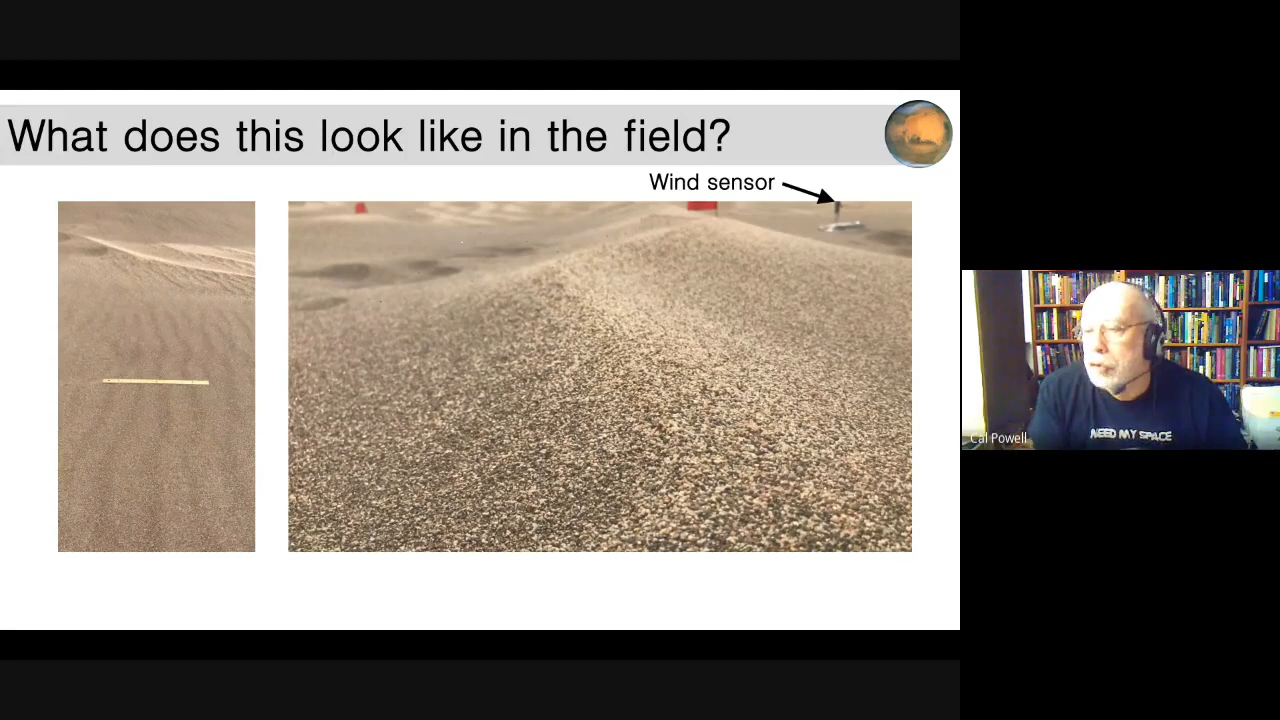 What does this look like in the field?
Wind sensor
Cal Powell
NEED MY SPACE